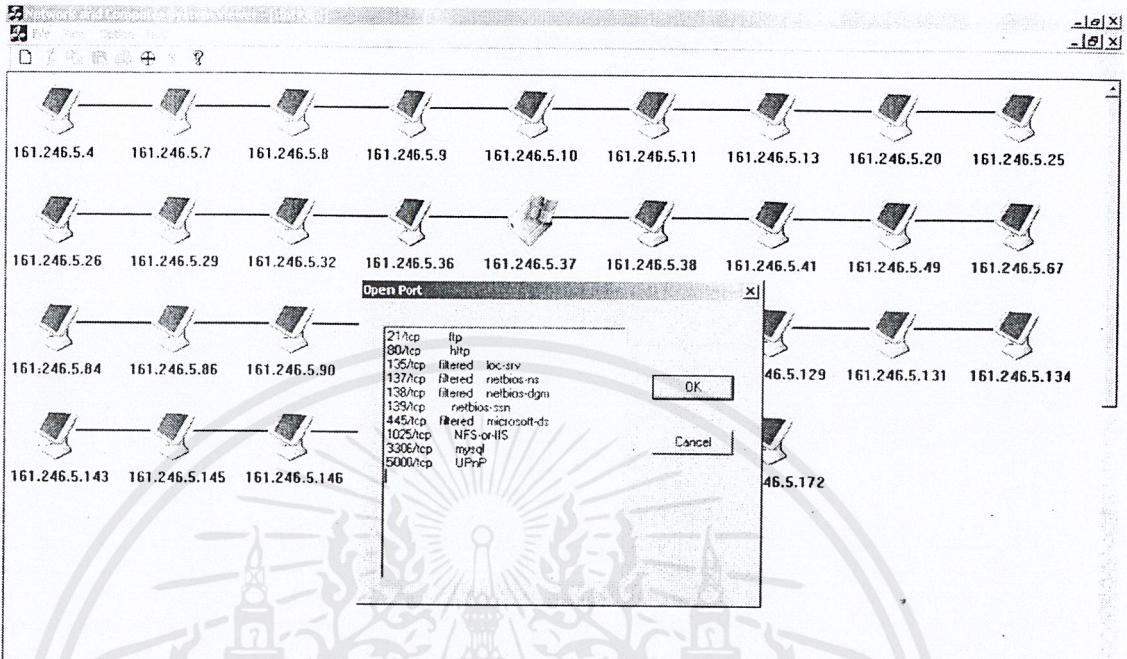 161.246.5.4 161.246.5.7 161.246.5.8 161.246.5.9 161.246.5.10 161.246.5.11 161.246.5.13 161.246.5.20 161.246.5.25
161.246.5.26 161.246.5.29 161.246.5.32 161.246.5.36 161.246.5.37 161.246.5.38 161.246.5.41 161.246.5.49 161.246.5.67
Open Port
21/tcp ftp
80/tcp http
135/tcp filtered loc-srv
137/tcp filtered netbios-ns
138/tcp filtered netbios-dgm
139/tcp netbios-ssn
445/tcp filtered microsoft-ds
1025/tcp NFS-or-IIS
3306/tcp mysql
5000/tcp UPnP
OK
Cancel
161.246.5.84 161.246.5.86 161.246.5.90 46.5.129 161.246.5.131 161.246.5.134
161.246.5.143 161.246.5.145 161.246.5.146 46.5.172